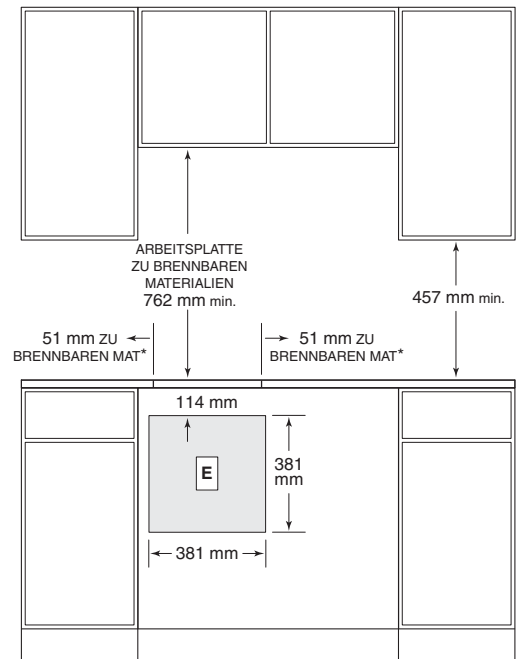 ARBEITSPLATTE
ZU BRENNBAREN
MATERIALIEN
762 mm min.
457 mm min.
51 mm ZU
BRENNBAREN MAT*
51 mm ZU
BRENNBAREN MAT*
114 mm
E
381
mm
381 mm